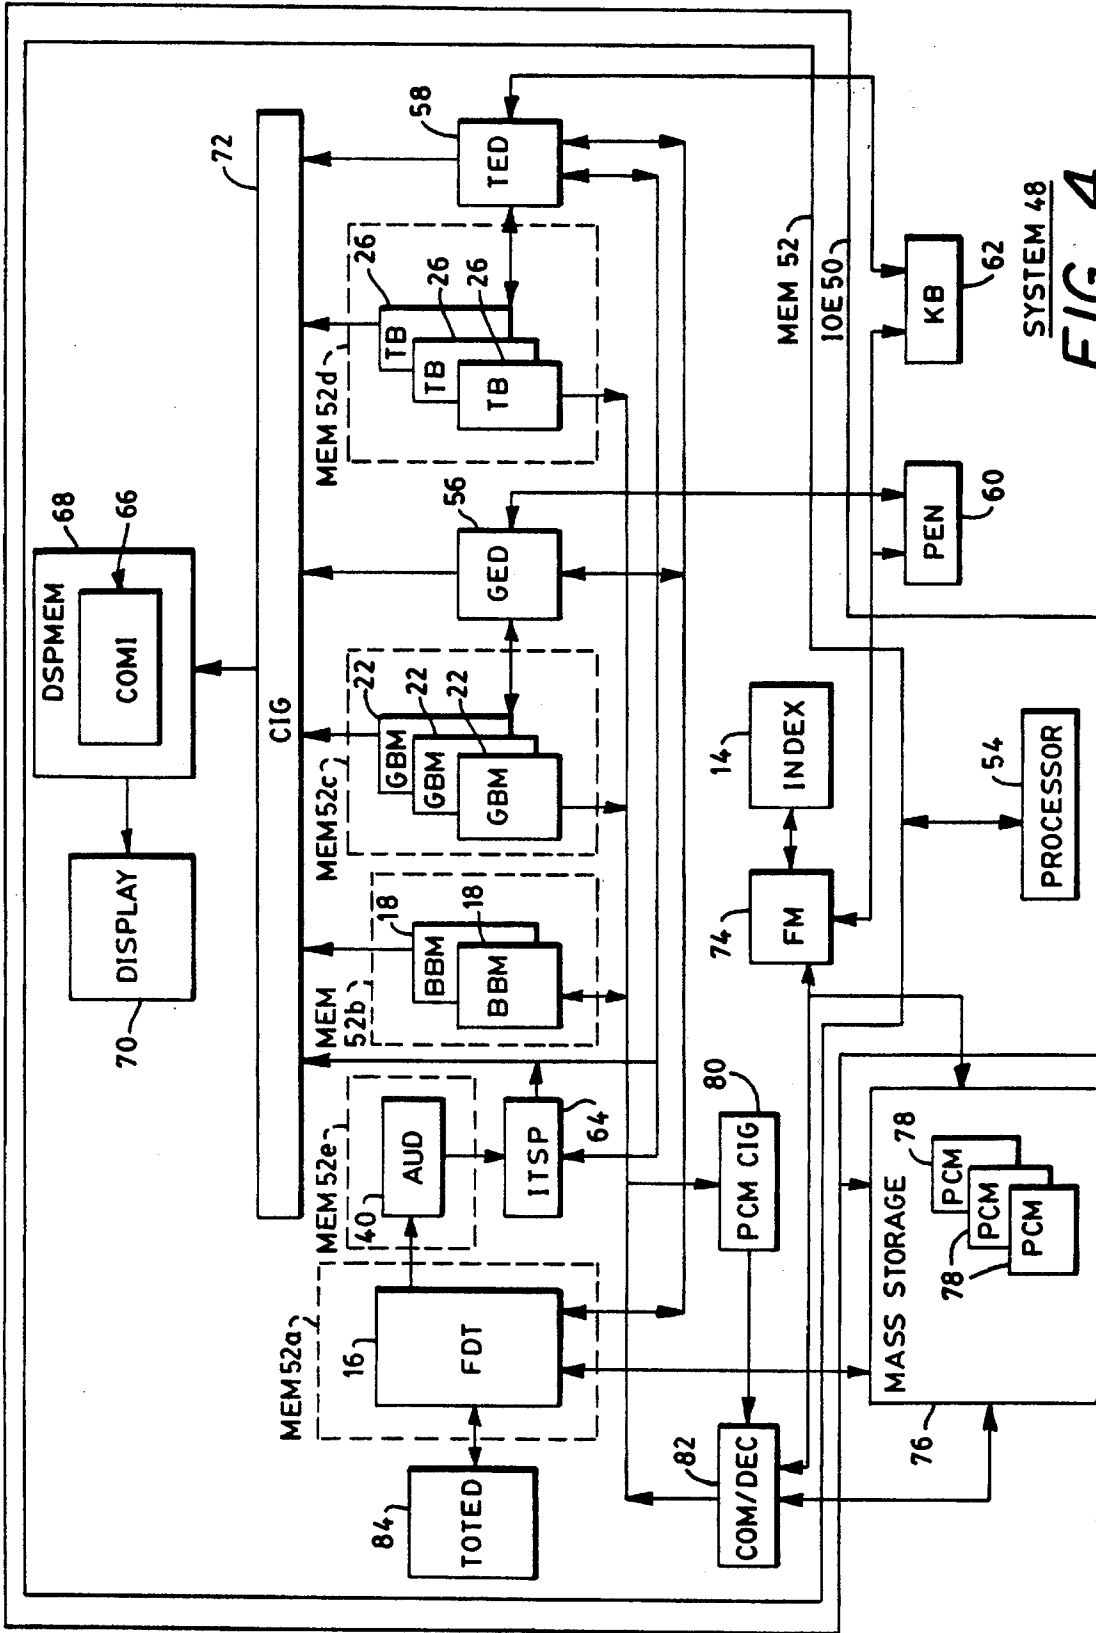 DSPMEM
68
COMI
66
DISPLAY
70
CIG
72
MEM 52a
16
FDT
TOTED
84
MEM 52e
40
AUD
ITSP
64
MEM
52b
BBM
18
BBM
18
MEM 52c
GBM
22
GBM
22
GBM
22
GED
56
MEM 52d
TB
26
TB
26
TB
26
TED
58
COM/DEC
82
PCM CIG
80
FM
74
INDEX
14
MEM 52
IOE 50
MASS STORAGE
76
PCM
78
PCM
PCM
78
PROCESSOR
54
PEN
60
KB
62
SYSTEM 48
FIG 4